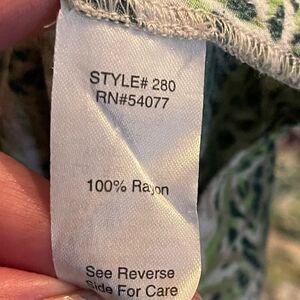 STYLE# 280
RN#54077
100% Rayon
See Reverse
Side For Care